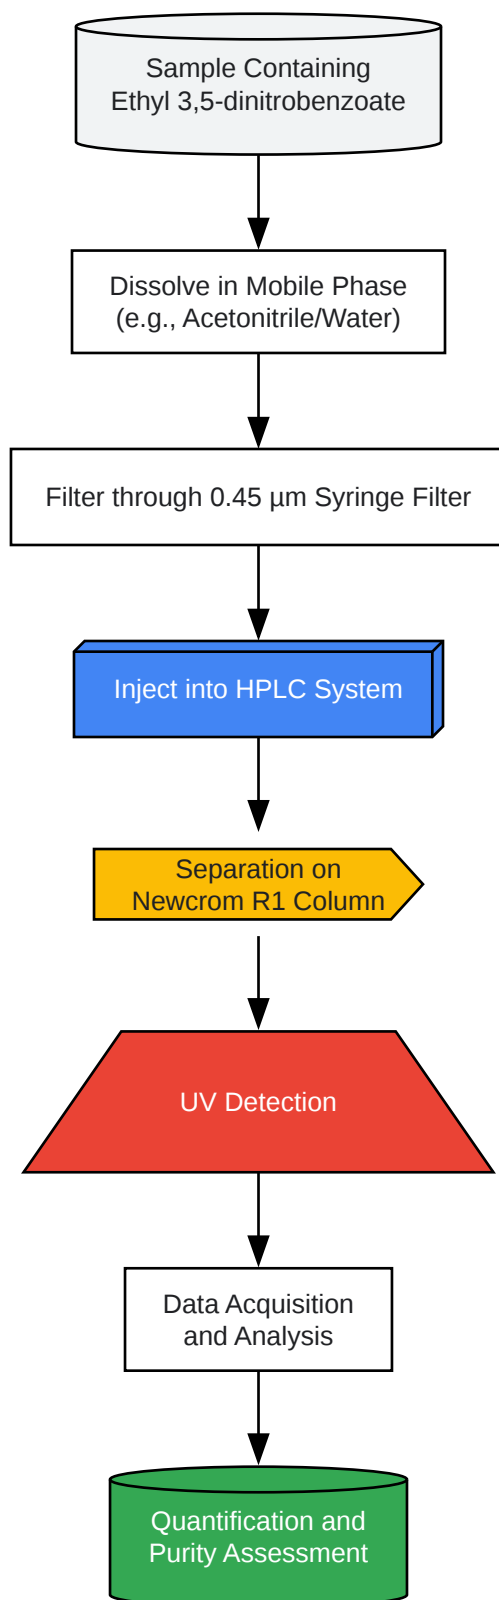 Sample Containing
Ethyl 3,5-dinitrobenzoate
Dissolve in Mobile Phase
(e.g., Acetonitrile/Water)
Filter through 0.45 µm Syringe Filter
Inject into HPLC System
Separation on
Newcrom R1 Column
UV Detection
Data Acquisition
and Analysis
Quantification and
Purity Assessment